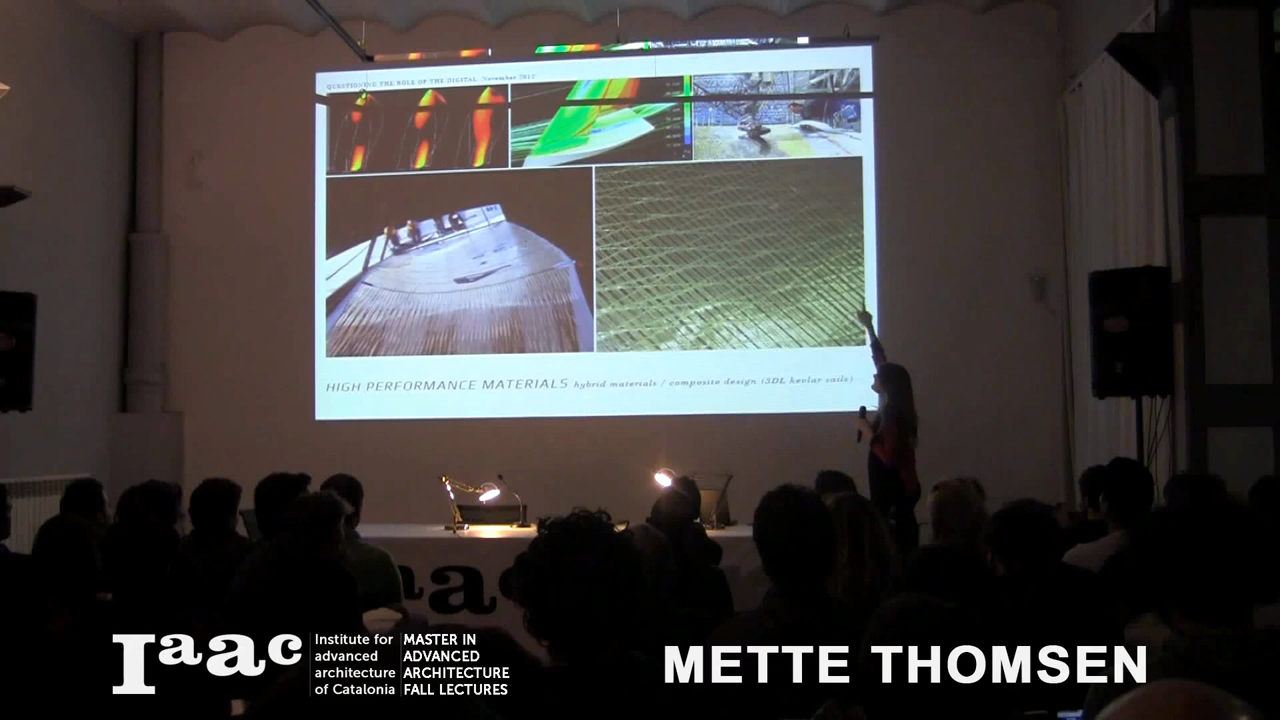 QUESTIONING THE ROLE OF THE DIGITAL November 2012
HIGH PERFORMANCE MATERIALS hybrid materials / composite design (3DL kevlar sails)
aac
Iaac
Institute for
advanced
architecture
of Catalonia
MASTER IN
ADVANCED
ARCHITECTURE
FALL LECTURES
METTE THOMSEN